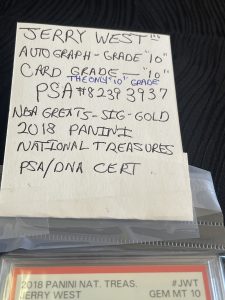 JERRY WEST
AUTOGRAPH - GRADE "10"
CARD GRADE — "10"
THE ONLY "10" GRADE
PSA #82393937
NBA GREATS - SIG - GOLD
2018 PANINI
NATIONAL TREASURES
PSA/DNA CERT
2018 PANINI NAT. TREAS. #JWT
JERRY WEST GEM MT 10